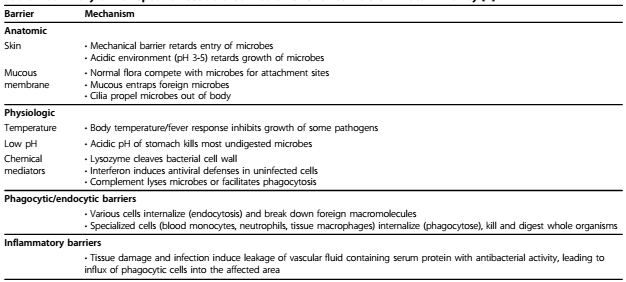 Barrier Mechanism
Anatomic
Skin • Mechanical barrier retards entry of microbes
• Acidic environment (pH 3-5) retards growth of microbes
Mucous • Normal flora compete with microbes for attachment sites
membrane • Mucous entraps foreign microbes
• Cilia propel microbes out of body
Physiologic
Temperature • Body temperature/fever response inhibits growth of some pathogens
Low pH • Acidic pH of stomach kills most undigested microbes
Chemical • Lysozyme cleaves bacterial cell wall
mediators • Interferon induces antiviral defenses in uninfected cells
• Complement lyses microbes or facilitates phagocytosis
Phagocytic/endocytic barriers
• Various cells internalize (endocytosis) and break down foreign macromolecules
• Specialized cells (blood monocytes, neutrophils, tissue macrophages) internalize (phagocytose), kill and digest whole organisms
Inflammatory barriers
• Tissue damage and infection induce leakage of vascular fluid containing serum protein with antibacterial activity, leading to
influx of phagocytic cells into the affected area